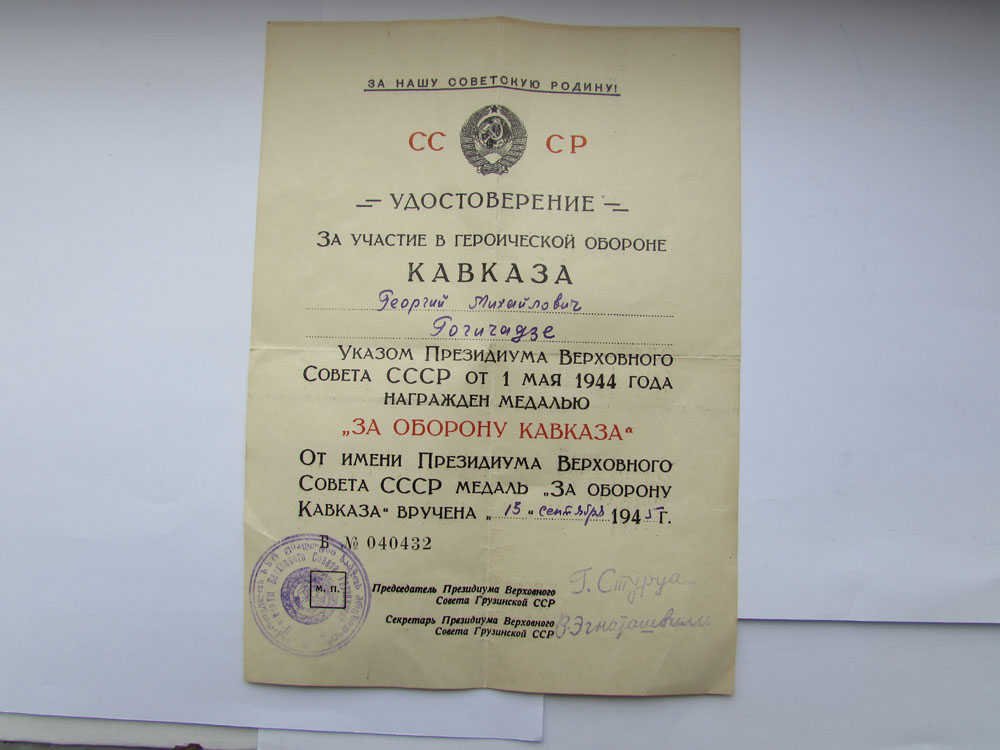 ЗА НАШУ СОВЕТСКУЮ РОДИНУ!
СС СР
УДОСТОВЕРЕНИЕ
ЗА УЧАСТИЕ В ГЕРОИЧЕСКОЙ ОБОРОНЕ
КАВКАЗА
Георгий Михайлович
Гогичадзе
УКАЗОМ ПРЕЗИДИУМА ВЕРХОВНОГО
СОВЕТА СССР ОТ 1 МАЯ 1944 ГОДА
НАГРАЖДЕН МЕДАЛЬЮ
„ЗА ОБОРОНУ КАВКАЗА“
ОТ ИМЕНИ ПРЕЗИДИУМА ВЕРХОВНОГО
СОВЕТА СССР МЕДАЛЬ „ЗА ОБОРОНУ
КАВКАЗА“ ВРУЧЕНА „15“ сентября 1945 Г.
Б № 040432
М. П.
Председатель Президиума Верховного
Совета Грузинской ССР
Г. Стуруа
Секретарь Президиума Верховного
Совета Грузинской ССР
В. Эгнаташвили